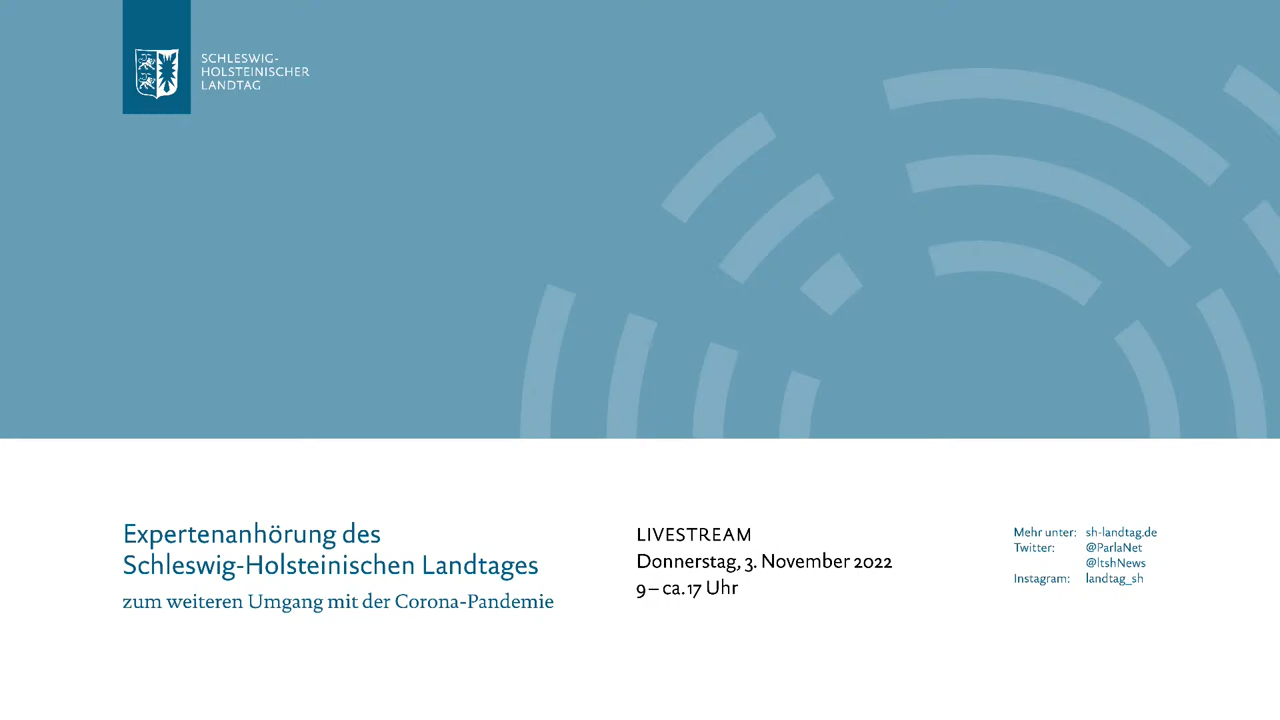 SCHLESWIG-
HOLSTEINISCHER
LANDTAG
Expertenanhörung des
Schleswig-Holsteinischen Landtages
zum weiteren Umgang mit der Corona-Pandemie
LIVESTREAM
Donnerstag, 3. November 2022
9 – ca. 17 Uhr
Mehr unter: sh-landtag.de
Twitter: @ParlaNet
@ltshNews
Instagram: landtag_sh